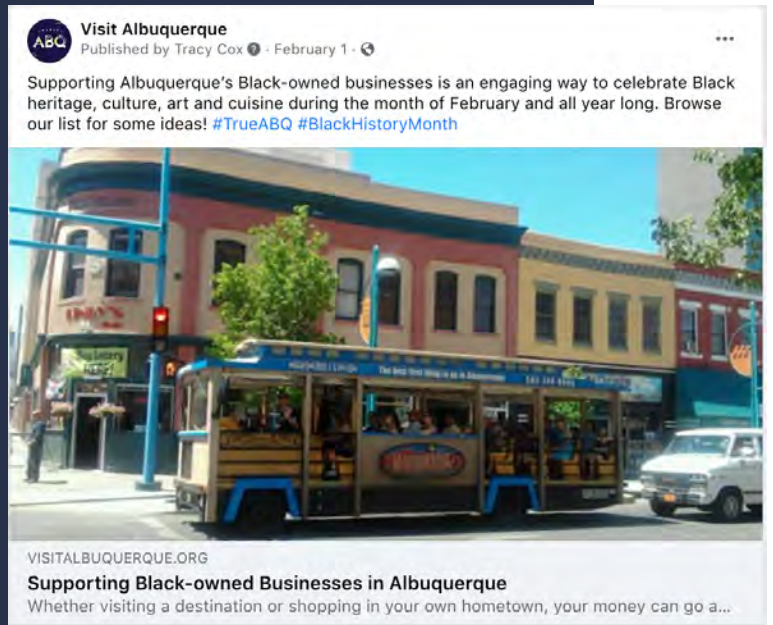 ABQ
Visit Albuquerque
Published by Tracy Cox · February 1 ·
Supporting Albuquerque's Black-owned businesses is an engaging way to celebrate Black
heritage, culture, art and cuisine during the month of February and all year long. Browse
our list for some ideas! #TrueABQ #BlackHistoryMonth
The best first thing to do in Albuquerque
VISITALBUQUERQUE.ORG
Supporting Black-owned Businesses in Albuquerque
Whether visiting a destination or shopping in your own hometown, your money can go a...